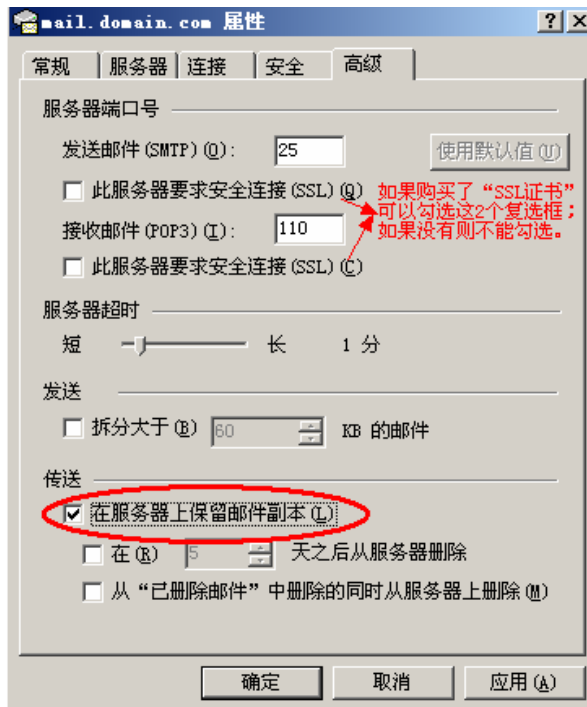 mail.domain.com 属性
常规 服务器 连接 安全 高级
服务器端口号
发送邮件(SMTP)(O): 25 使用默认值(U)
此服务器要求安全连接(SSL)(Q)
如果购买了“SSL证书”
可以勾选这2个复选框；
如果没有则不能勾选。
接收邮件(POP3)(I): 110
此服务器要求安全连接(SSL)(C)
服务器超时
短 长 1 分
发送
拆分大于(B) 60 KB 的邮件
传送
在服务器上保留邮件副本(L)
在(R) 5 天之后从服务器删除
从“已删除邮件”中删除的同时从服务器上删除(M)
确定 取消 应用(A)